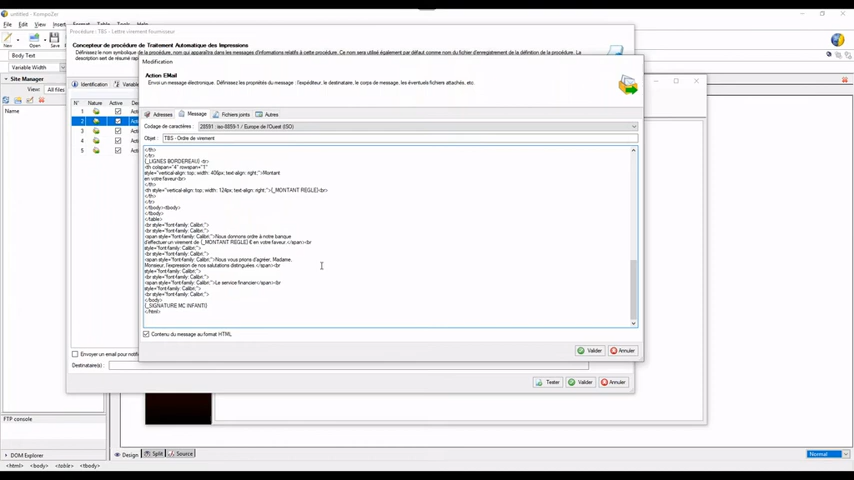 untitled - KompoZer
File Edit View Insert Format Table Tools
New Open Save
Body Text
Variable Width
Site Manager
View: All files
Name
FTP console
DOM Explorer
<html> <body> <table> <tbody>
Design Split Source
Normal
Procédure : TBS - Lettre virement fournisseur
Concepteur de procédure de Traitement Automatique des Impressions
Identification
N° Nature Active
1
2
3
4
5
Destinataire(s) :
Tester Valider Annuler
Modification
Action EMail
Envoi un message électronique. Définissez les propriétés du message : l'expéditeur, le destinataire, le corps de message, les éventuels fichiers attachés, etc.
Adresses Message Fichiers joints Autres
Codage de caractères : 28591 : iso-8859-1 / Europe de l'Ouest (ISO)
Objet : TBS - Ordre de virement
</th>
</tr>
{_LIGNES BORDEREAU} <tr>
<th colspan="4" rowspan="1"
style="vertical-align: top; width: 406px; text-align: right;">Montant
en votre faveur<br>
</th>
<th style="vertical-align: top; width: 124px; text-align: right;">{_MONTANT REGLE}<br>
</th>
</tr>
</tbody><tbody>
</tbody>
</table>
<br style="font-family: Calibri;">
<br style="font-family: Calibri;">
<span style="font-family: Calibri;">Nous donnons ordre à notre banque
d'effectuer un virement de {_MONTANT REGLE} € en votre faveur.</span><br
style="font-family: Calibri;">
<br style="font-family: Calibri;">
<span style="font-family: Calibri;">Nous vous prions d'agréer, Madame,
Monsieur, l'expression de nos salutations distinguées.</span><br
style="font-family: Calibri;">
<br style="font-family: Calibri;">
<span style="font-family: Calibri;">Le service financier</span><br
style="font-family: Calibri;">
<br style="font-family: Calibri;">
</body>
{_SIGNATURE MC INFANTI}
</html>
Contenu du message au format HTML
Valider Annuler